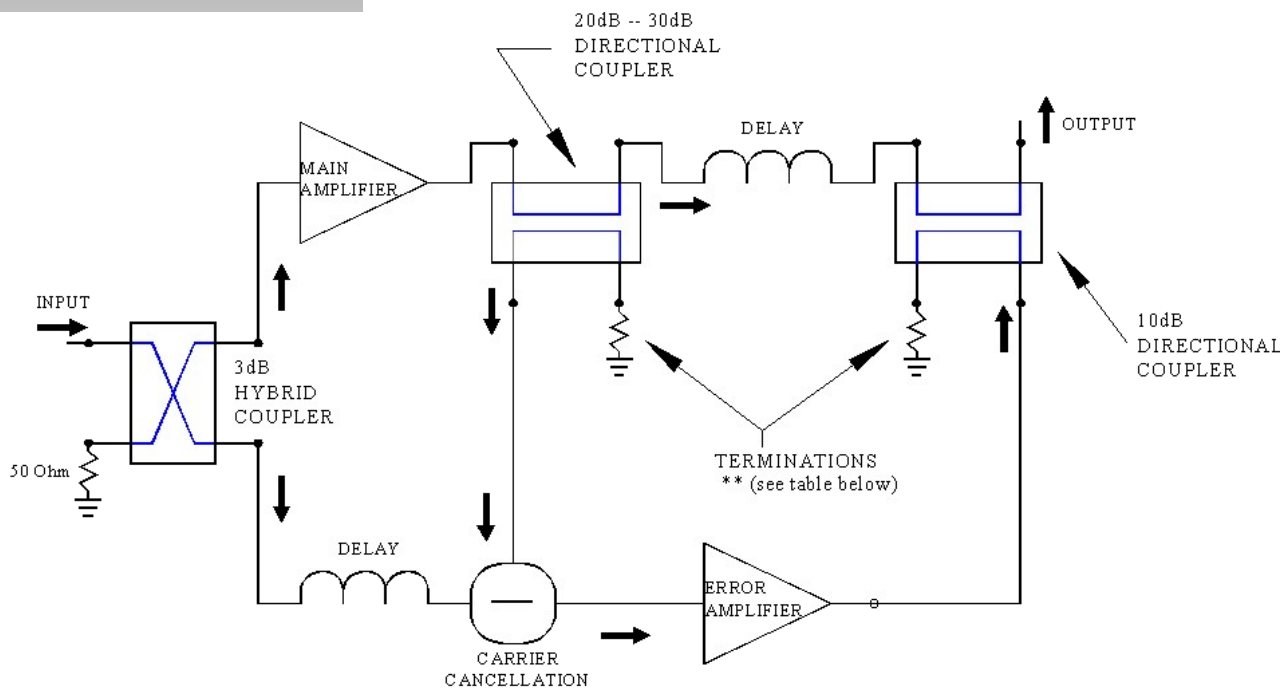 20dB -- 30dB
DIRECTIONAL
COUPLER
DELAY
OUTPUT
MAIN
AMPLIFIER
INPUT
3dB
HYBRID
COUPLER
10dB
DIRECTIONAL
COUPLER
50 Ohm
TERMINATIONS
** (see table below)
DELAY
ERROR
AMPLIFIER
CARRIER
CANCELLATION